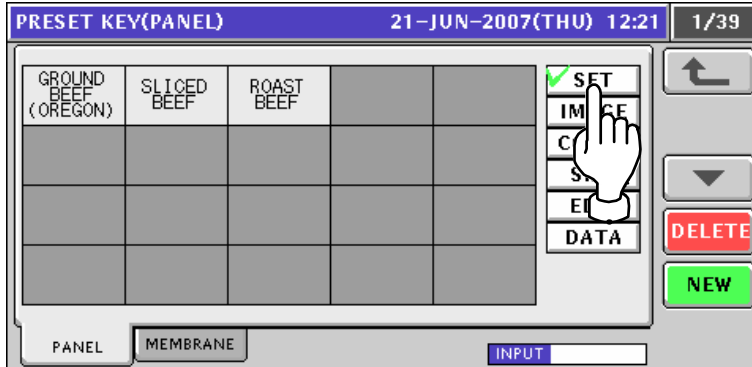 PRESET KEY(PANEL) 21-JUN-2007(THU) 12:21 1/39
GROUND
BEEF
(OREGON)
SLICED
BEEF
ROAST
BEEF
SET
DATA
DELETE
NEW
PANEL
MEMBRANE
INPUT